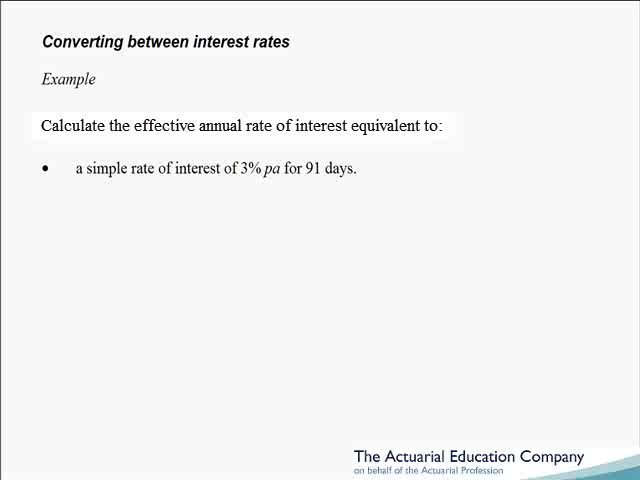 Converting between interest rates
Example
Calculate the effective annual rate of interest equivalent to:
• a simple rate of interest of 3% pa for 91 days.
The Actuarial Education Company
on behalf of the Actuarial Profession